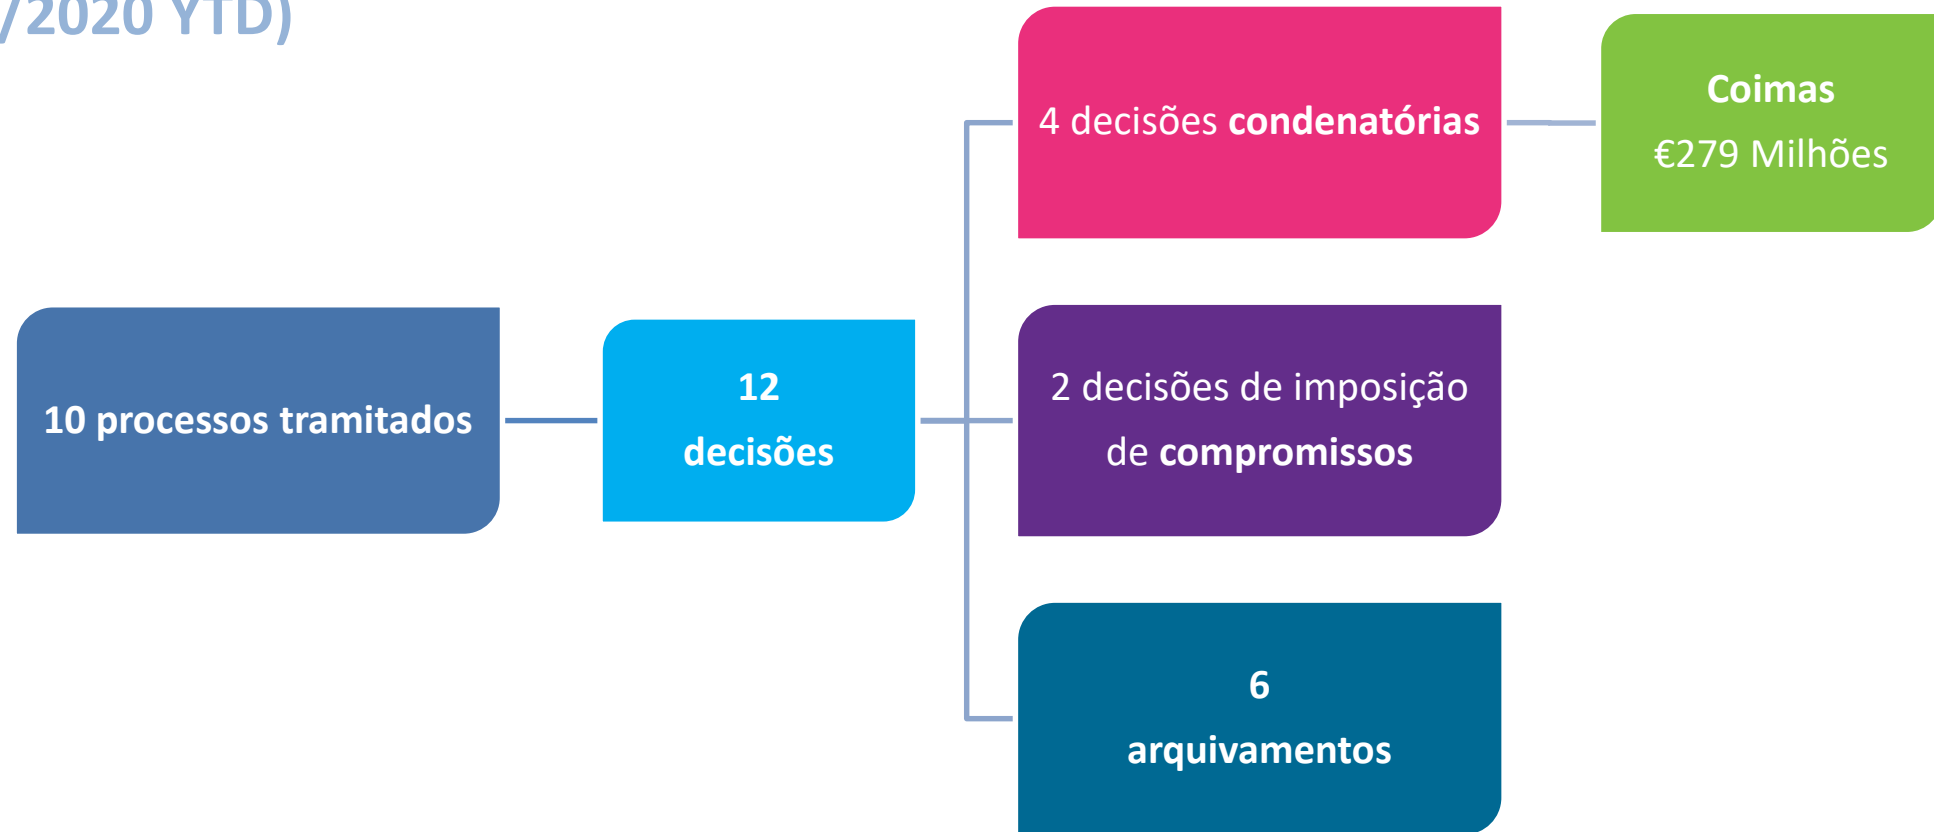 /2020 YTD)
4 decisões condenatórias
Coimas
€279 Milhões
10 processos tramitados
12
decisões
2 decisões de imposição
de compromissos
6
arquivamentos